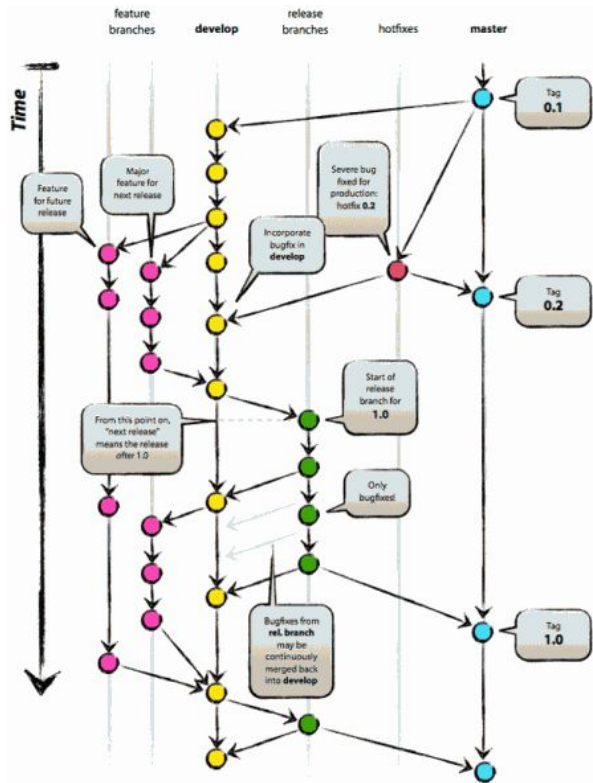 feature
branches
develop
release
branches
hotfixes
master
Time
Tag
0.1
Major
feature for
next release
Feature
for future
release
Severe bug
fixed for
production:
hotfix 0.2
Incorporate
bugfix in
develop
Tag
0.2
Start of
release
branch for
1.0
From this point on,
"next release"
means the release
after 1.0
Only
bugfixes!
Bugfixes from
rel. branch
may be
continuously
merged back
into develop
Tag
1.0